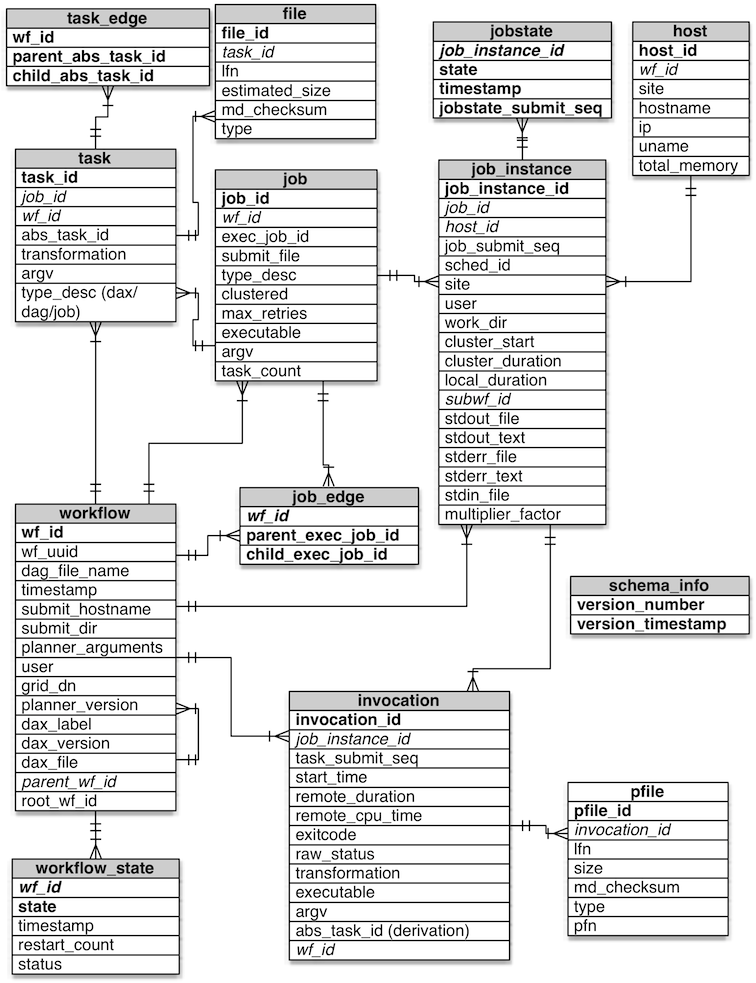 task_edge
wf_id
parent_abs_task_id
child_abs_task_id
file
file_id
task_id
lfn
estimated_size
md_checksum
type
jobstate
job_instance_id
state
timestamp
jobstate_submit_seq
host
host_id
wf_id
site
hostname
ip
uname
total_memory
task
task_id
job_id
wf_id
abs_task_id
transformation
argv
type_desc (dax/
dag/job)
job
job_id
wf_id
exec_job_id
submit_file
type_desc
clustered
max_retries
executable
argv
task_count
job_instance
job_instance_id
job_id
host_id
job_submit_seq
sched_id
site
user
work_dir
cluster_start
cluster_duration
local_duration
subwf_id
stdout_file
stdout_text
stderr_file
stderr_text
stdin_file
multiplier_factor
workflow
wf_id
wf_uuid
dag_file_name
timestamp
submit_hostname
submit_dir
planner_arguments
user
grid_dn
planner_version
dax_label
dax_version
dax_file
parent_wf_id
root_wf_id
job_edge
wf_id
parent_exec_job_id
child_exec_job_id
schema_info
version_number
version_timestamp
invocation
invocation_id
job_instance_id
task_submit_seq
start_time
remote_duration
remote_cpu_time
exitcode
raw_status
transformation
executable
argv
abs_task_id (derivation)
wf_id
pfile
pfile_id
invocation_id
lfn
size
md_checksum
type
pfn
workflow_state
wf_id
state
timestamp
restart_count
status